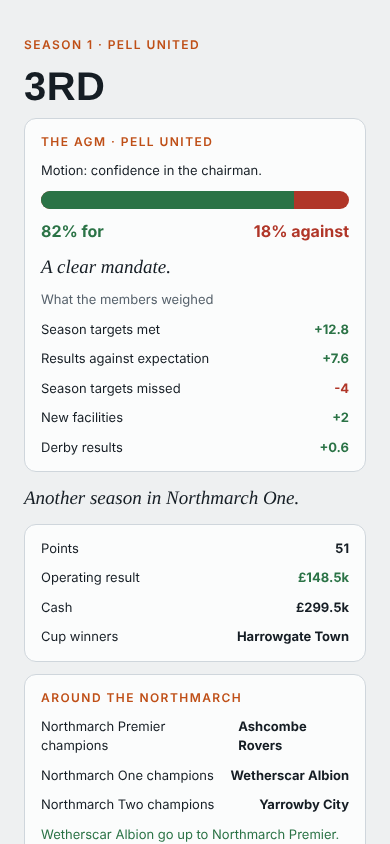 SEASON 1 · PELL UNITED
3RD
THE AGM · PELL UNITED
Motion: confidence in the chairman.
82% for 18% against
A clear mandate.
What the members weighed
Season targets met +12.8
Results against expectation +7.6
Season targets missed -4
New facilities +2
Derby results +0.6
Another season in Northmarch One.
Points 51
Operating result £148.5k
Cash £299.5k
Cup winners Harrowgate Town
AROUND THE NORTHMARCH
Northmarch Premier Ashcombe
champions Rovers
Northmarch One champions Wetherscar Albion
Northmarch Two champions Yarrowby City
Wetherscar Albion go up to Northmarch Premier.